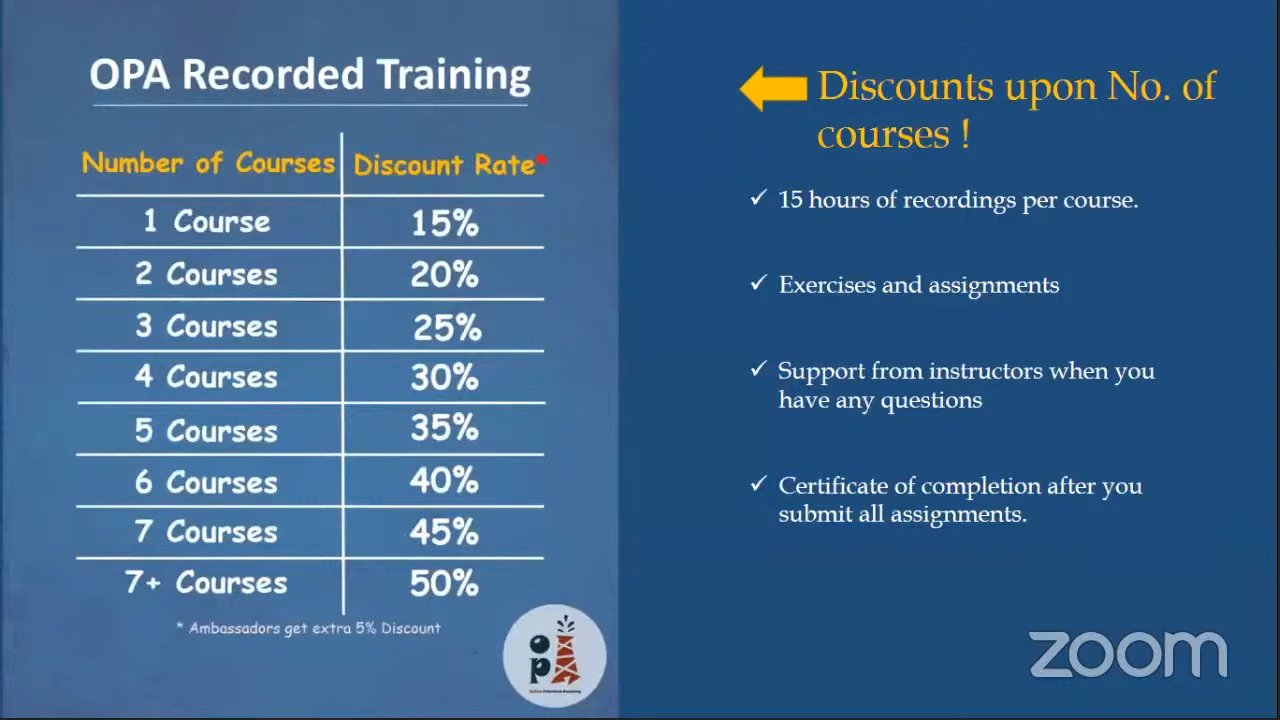 OPA Recorded Training
Number of Courses Discount Rate*
1 Course 15%
2 Courses 20%
3 Courses 25%
4 Courses 30%
5 Courses 35%
6 Courses 40%
7 Courses 45%
7+ Courses 50%
* Ambassadors get extra 5% Discount
op
Discounts upon No. of
courses !
✓ 15 hours of recordings per course.
✓ Exercises and assignments
✓ Support from instructors when you
have any questions
✓ Certificate of completion after you
submit all assignments.
zoom